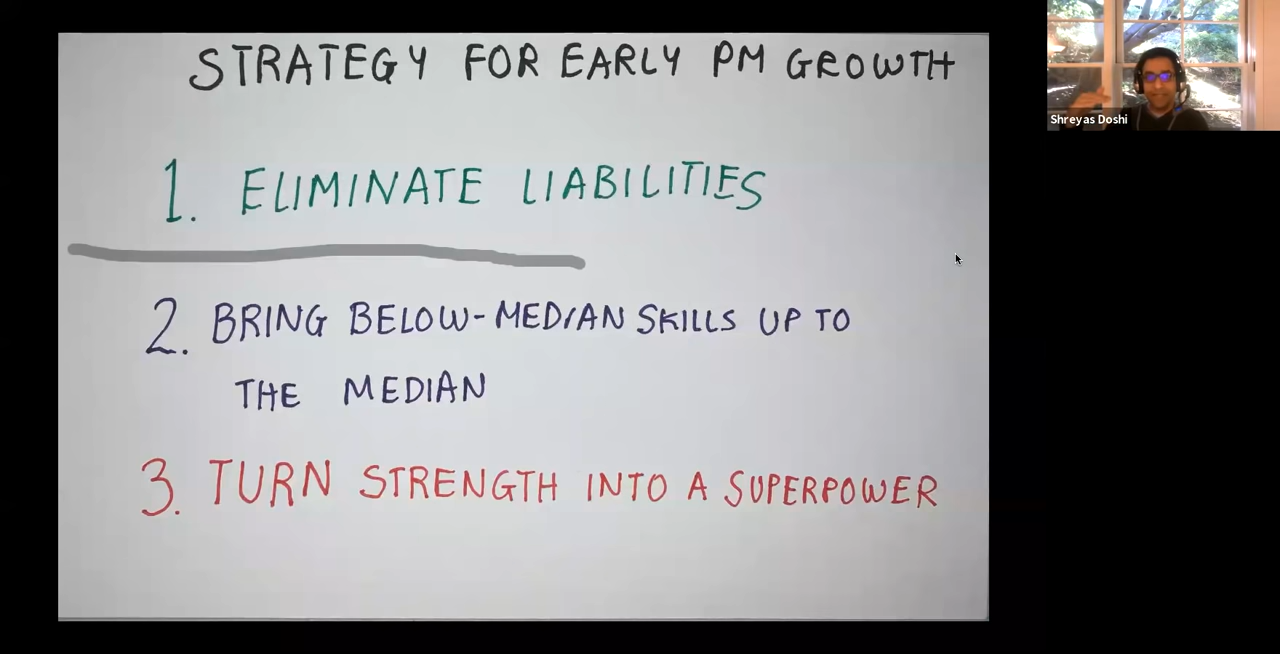 STRATEGY FOR EARLY PM GROWTH
1. ELIMINATE LIABILITIES
2. BRING BELOW-MEDIAN SKILLS UP TO
THE MEDIAN
3. TURN STRENGTH INTO A SUPERPOWER
Shreyas Doshi